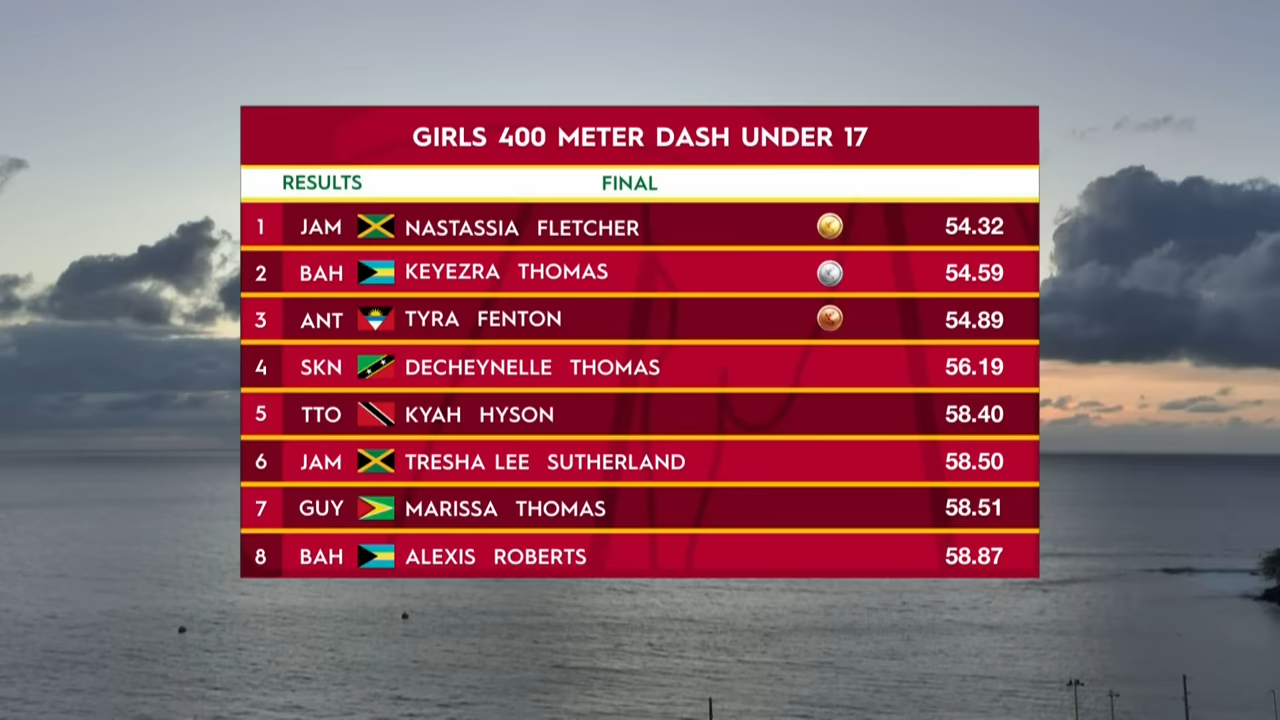 GIRLS 400 METER DASH UNDER 17
RESULTS FINAL
1 JAM NASTASSIA FLETCHER 54.32
2 BAH KEYEZRA THOMAS 54.59
3 ANT TYRA FENTON 54.89
4 SKN DECHEYNELLE THOMAS 56.19
5 TTO KYAH HYSON 58.40
6 JAM TRESHA LEE SUTHERLAND 58.50
7 GUY MARISSA THOMAS 58.51
8 BAH ALEXIS ROBERTS 58.87